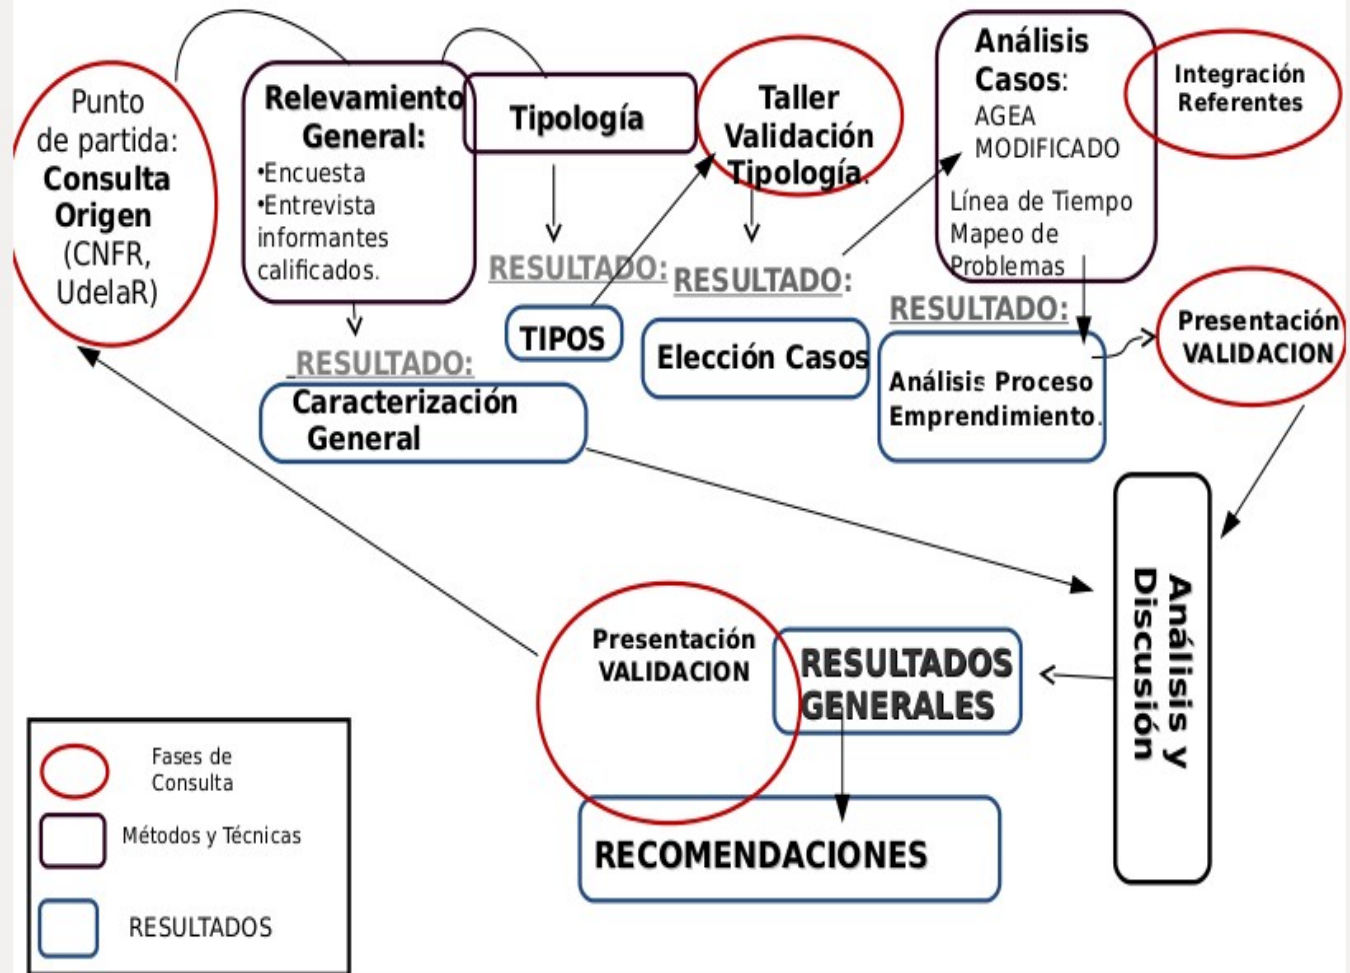 Punto
de partida:
Consulta
Origen
(CNFR,
UdelaR)
Relevamiento
General:
•Encuesta
•Entrevista
informantes
calificados.
RESULTADO:
Caracterización
General
Tipología
RESULTADO:
TIPOS
Taller
Validación
Tipología.
RESULTADO:
Elección Casos
Análisis
Casos:
AGEA
MODIFICADO
Línea de Tiempo
Mapeo de
Problemas
Integración
Referentes
RESULTADO:
Análisis Proceso
Emprendimiento.
Presentación
VALIDACION
Análisis y
Discusión
Presentación
VALIDACION
RESULTADOS
GENERALES
RECOMENDACIONES
Fases de
Consulta
Métodos y Técnicas
RESULTADOS